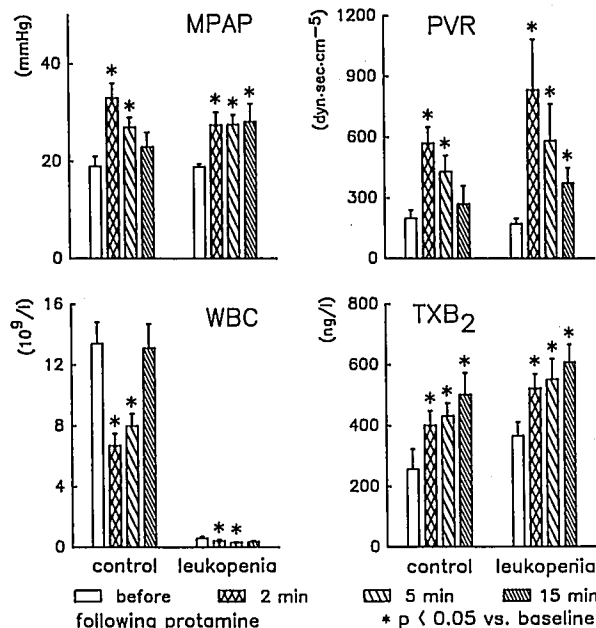 MPAP
(mmHg)
40
20
0
* * * * *
PVR
(dyn·sec·cm-5)
1200
900
600
300
0
* * * * *
WBC
(10^9/l)
16
12
8
4
0
* * * *
TXB2
(ng/l)
800
600
400
200
0
* * * * * *
control leukopenia
control leukopenia
before 2 min 5 min 15 min
following protamine * p < 0.05 vs. baseline